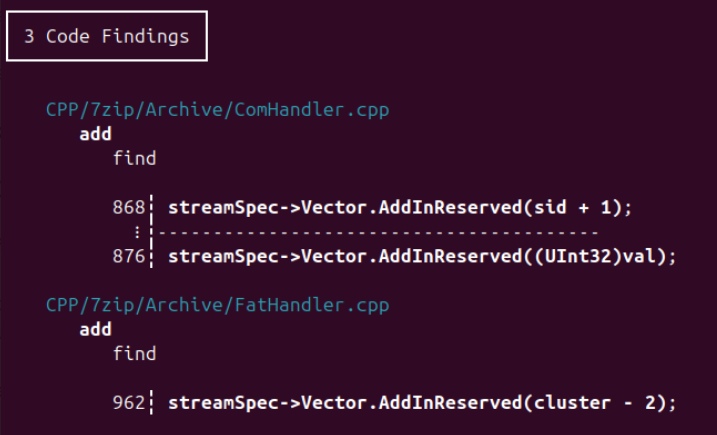 3 Code Findings
CPP/7zip/Archive/ComHandler.cpp
add
find
868┆ streamSpec->Vector.AddInReserved(sid + 1);
⋮┆----------------------------------------
876┆ streamSpec->Vector.AddInReserved((UInt32)val);
CPP/7zip/Archive/FatHandler.cpp
add
find
962┆ streamSpec->Vector.AddInReserved(cluster - 2);